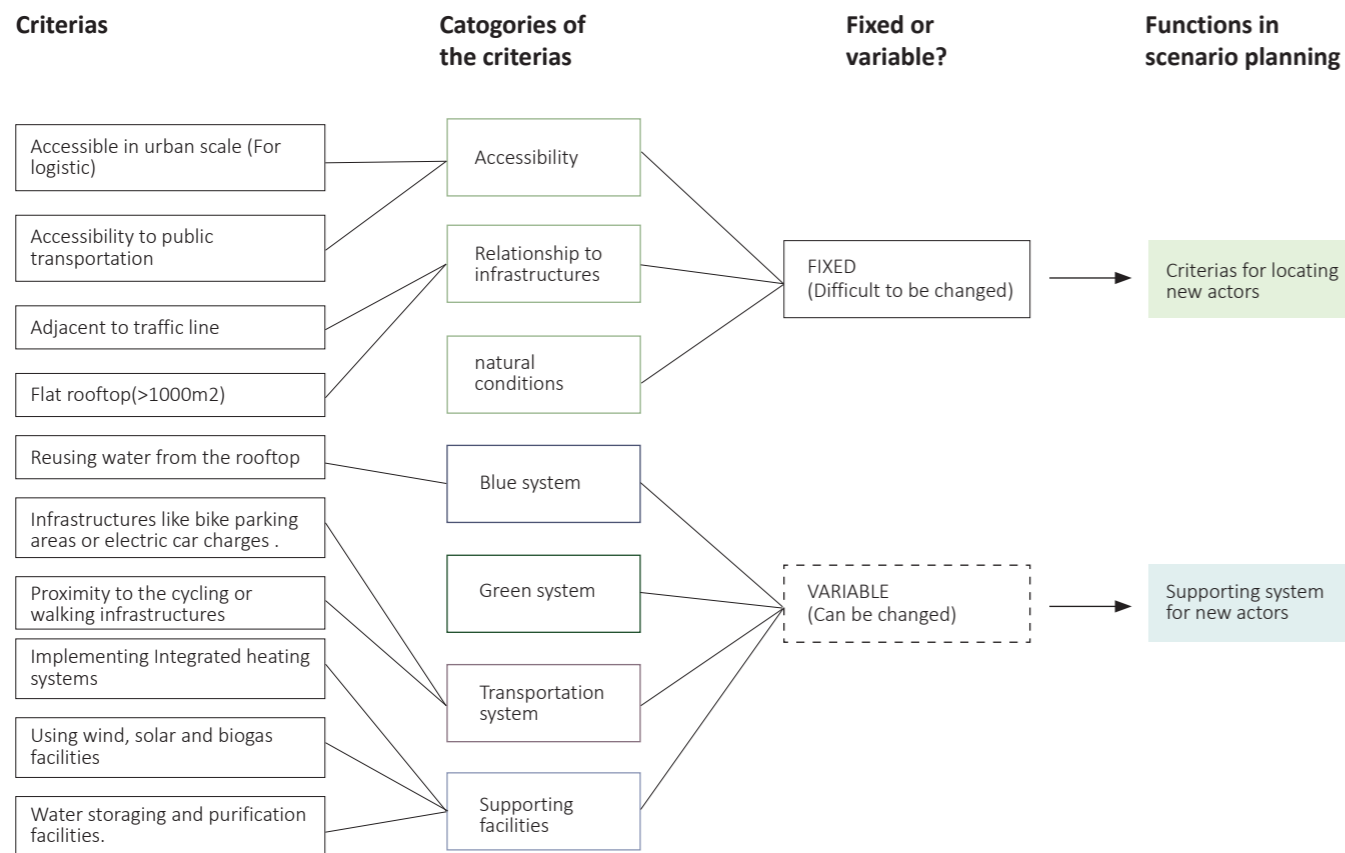 Criterias
Catogories of
the criterias
Fixed or
variable?
Functions in
scenario planning
Accessible in urban scale (For
logistic)
Accessibility to public
transportation
Adjacent to traffic line
Flat rooftop(>1000m2)
Reusing water from the rooftop
Infrastructures like bike parking
areas or electric car charges .
Proximity to the cycling or
walking infrastructures
Implementing Integrated heating
systems
Using wind, solar and biogas
facilities
Water storaging and purification
facilities.
Accessibility
Relationship to
infrastructures
natural
conditions
Blue system
Green system
Transportation
system
Supporting
facilities
FIXED
(Difficult to be changed)
VARIABLE
(Can be changed)
Criterias for locating
new actors
Supporting system
for new actors